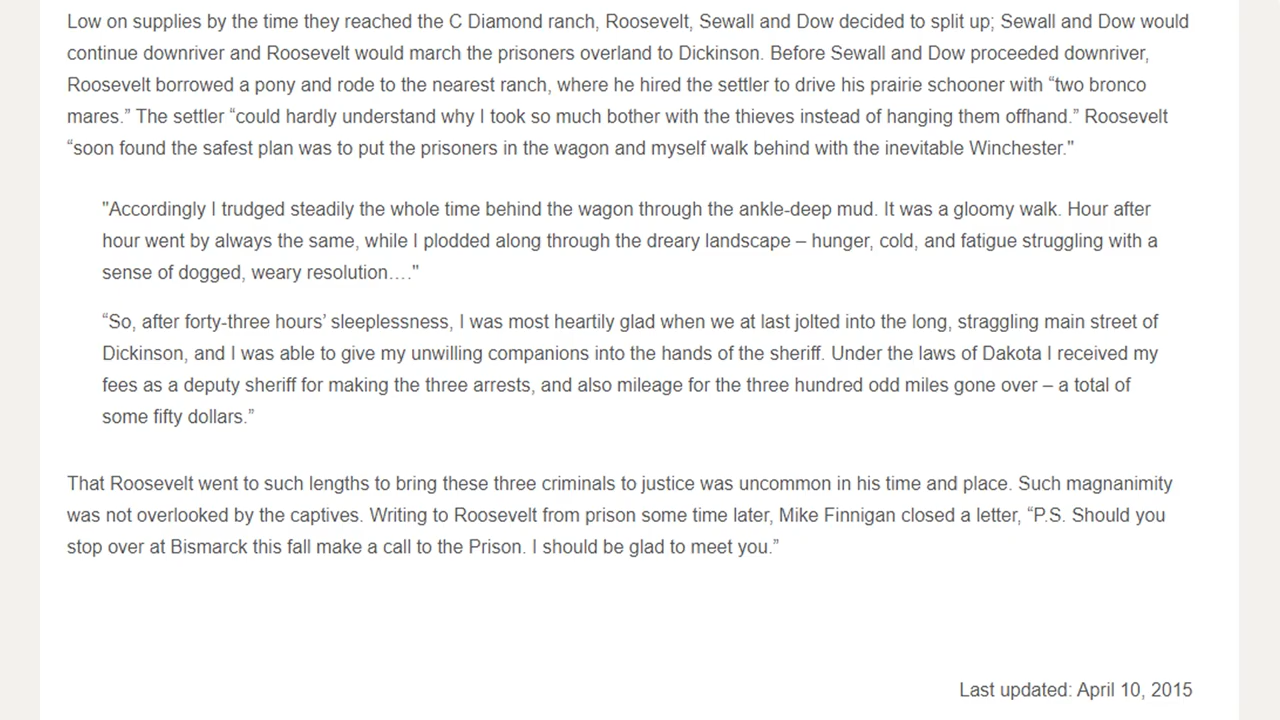 Low on supplies by the time they reached the C Diamond ranch, Roosevelt, Sewall and Dow decided to split up; Sewall and Dow would
continue downriver and Roosevelt would march the prisoners overland to Dickinson. Before Sewall and Dow proceeded downriver,
Roosevelt borrowed a pony and rode to the nearest ranch, where he hired the settler to drive his prairie schooner with “two bronco
mares.” The settler “could hardly understand why I took so much bother with the thieves instead of hanging them offhand.” Roosevelt
“soon found the safest plan was to put the prisoners in the wagon and myself walk behind with the inevitable Winchester."
"Accordingly I trudged steadily the whole time behind the wagon through the ankle-deep mud. It was a gloomy walk. Hour after
hour went by always the same, while I plodded along through the dreary landscape – hunger, cold, and fatigue struggling with a
sense of dogged, weary resolution…."
“So, after forty-three hours’ sleeplessness, I was most heartily glad when we at last jolted into the long, straggling main street of
Dickinson, and I was able to give my unwilling companions into the hands of the sheriff. Under the laws of Dakota I received my
fees as a deputy sheriff for making the three arrests, and also mileage for the three hundred odd miles gone over – a total of
some fifty dollars.”
That Roosevelt went to such lengths to bring these three criminals to justice was uncommon in his time and place. Such magnanimity
was not overlooked by the captives. Writing to Roosevelt from prison some time later, Mike Finnigan closed a letter, “P.S. Should you
stop over at Bismarck this fall make a call to the Prison. I should be glad to meet you.”
Last updated: April 10, 2015